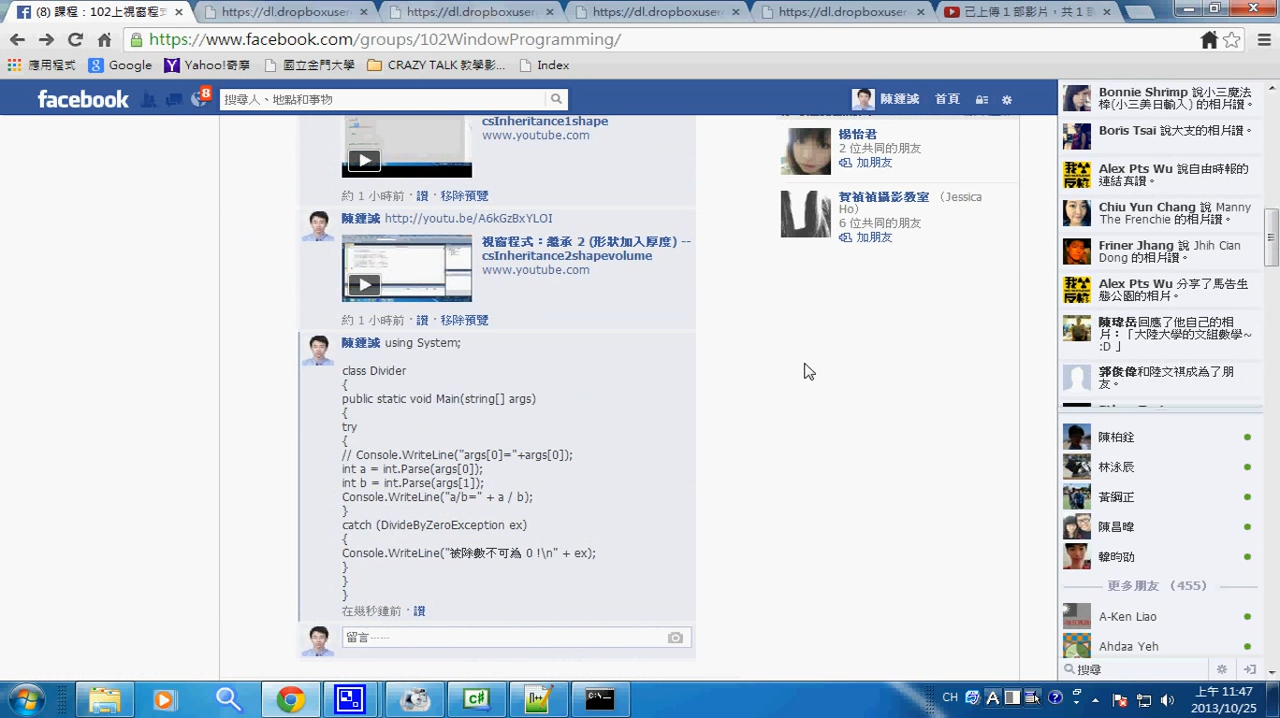 (8) 課程：102上視窗程式
https://dl.dropboxuser
https://dl.dropboxuser
https://dl.dropboxuser
https://dl.dropboxuser
已上傳 1 部影片，共 1 部
https://www.facebook.com/groups/102WindowProgramming/
應用程式
Google
Yahoo!奇摩
國立金門大學
CRAZY TALK 教學影...
Index
facebook
8
搜尋人、地點和事物
陳鍾誠
首頁
csInheritance1shape
www.youtube.com
約 1 小時前・讚・移除預覽
陳鍾誠 http://youtu.be/A6kGzBxYLOI
視窗程式：繼承 2 (形狀加入厚度) --
csInheritance2shapevolume
www.youtube.com
約 1 小時前・讚・移除預覽
陳鍾誠 using System;
class Divider
{
public static void Main(string[] args)
{
try
{
// Console.WriteLine("args[0]="+args[0]);
int a = int.Parse(args[0]);
int b = int.Parse(args[1]);
Console.WriteLine("a/b=" + a / b);
}
catch (DivideByZeroException ex)
{
Console.WriteLine("被除數不可為 0 !\n" + ex);
}
}
}
在幾秒鐘前・讚
留言......
楊怡君
2 位共同的朋友
加朋友
賀禎禎攝影教室 （Jessica
Ho）
6 位共同的朋友
加朋友
Bonnie Shrimp 說小三魔法
棒(小三美日輸入) 的相片讚。
Boris Tsai 說大支的相片讚。
Alex Pts Wu 說自由時報的
連結真讚。
Chiu Yun Chang 說 Manny
The Frenchie 的相片讚。
Friner Jhang 說 Jhih Can
Dong 的相片讚。
Alex Pts Wu 分享了馬告生
態公園的相片。
陳瑋岳回應了他自己的相
片：「大陸大學的文組數學~
:D 」
郭俊偉和陸文祺成為了朋
友。
陳柏銓
林泳辰
黃綱正
陳昌暐
韓昀劭
更多朋友 （455）
A-Ken Liao
Ahdaa Yeh
搜尋
CH
上午 11:47
2013/10/25